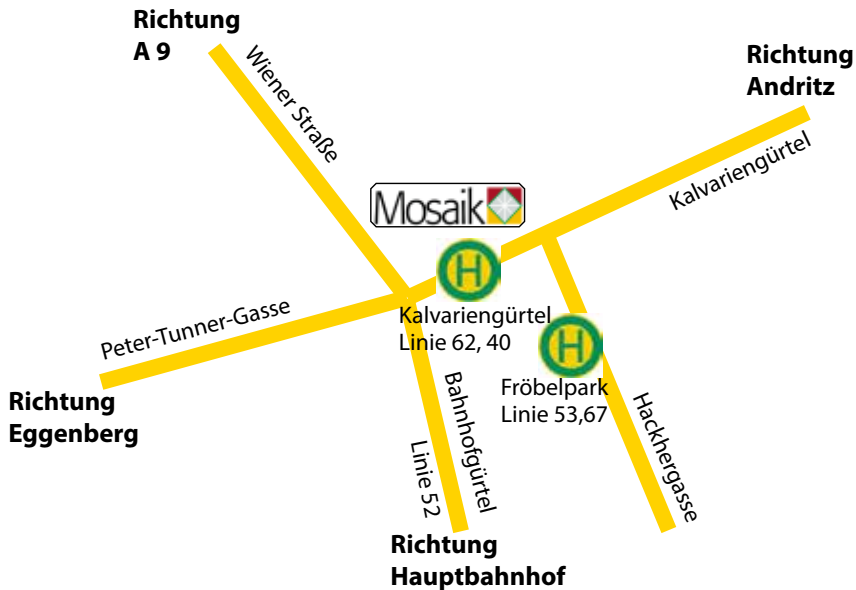 Richtung
A 9
Wiener Straße
Richtung
Andritz
Kalvariengürtel
Mosaik
H
Kalvariengürtel
Linie 62, 40
Peter-Tunner-Gasse
H
Fröbelpark
Linie 53,67
Richtung
Eggenberg
Bahnhofgürtel
Linie 52
Hackhergasse
Richtung
Hauptbahnhof